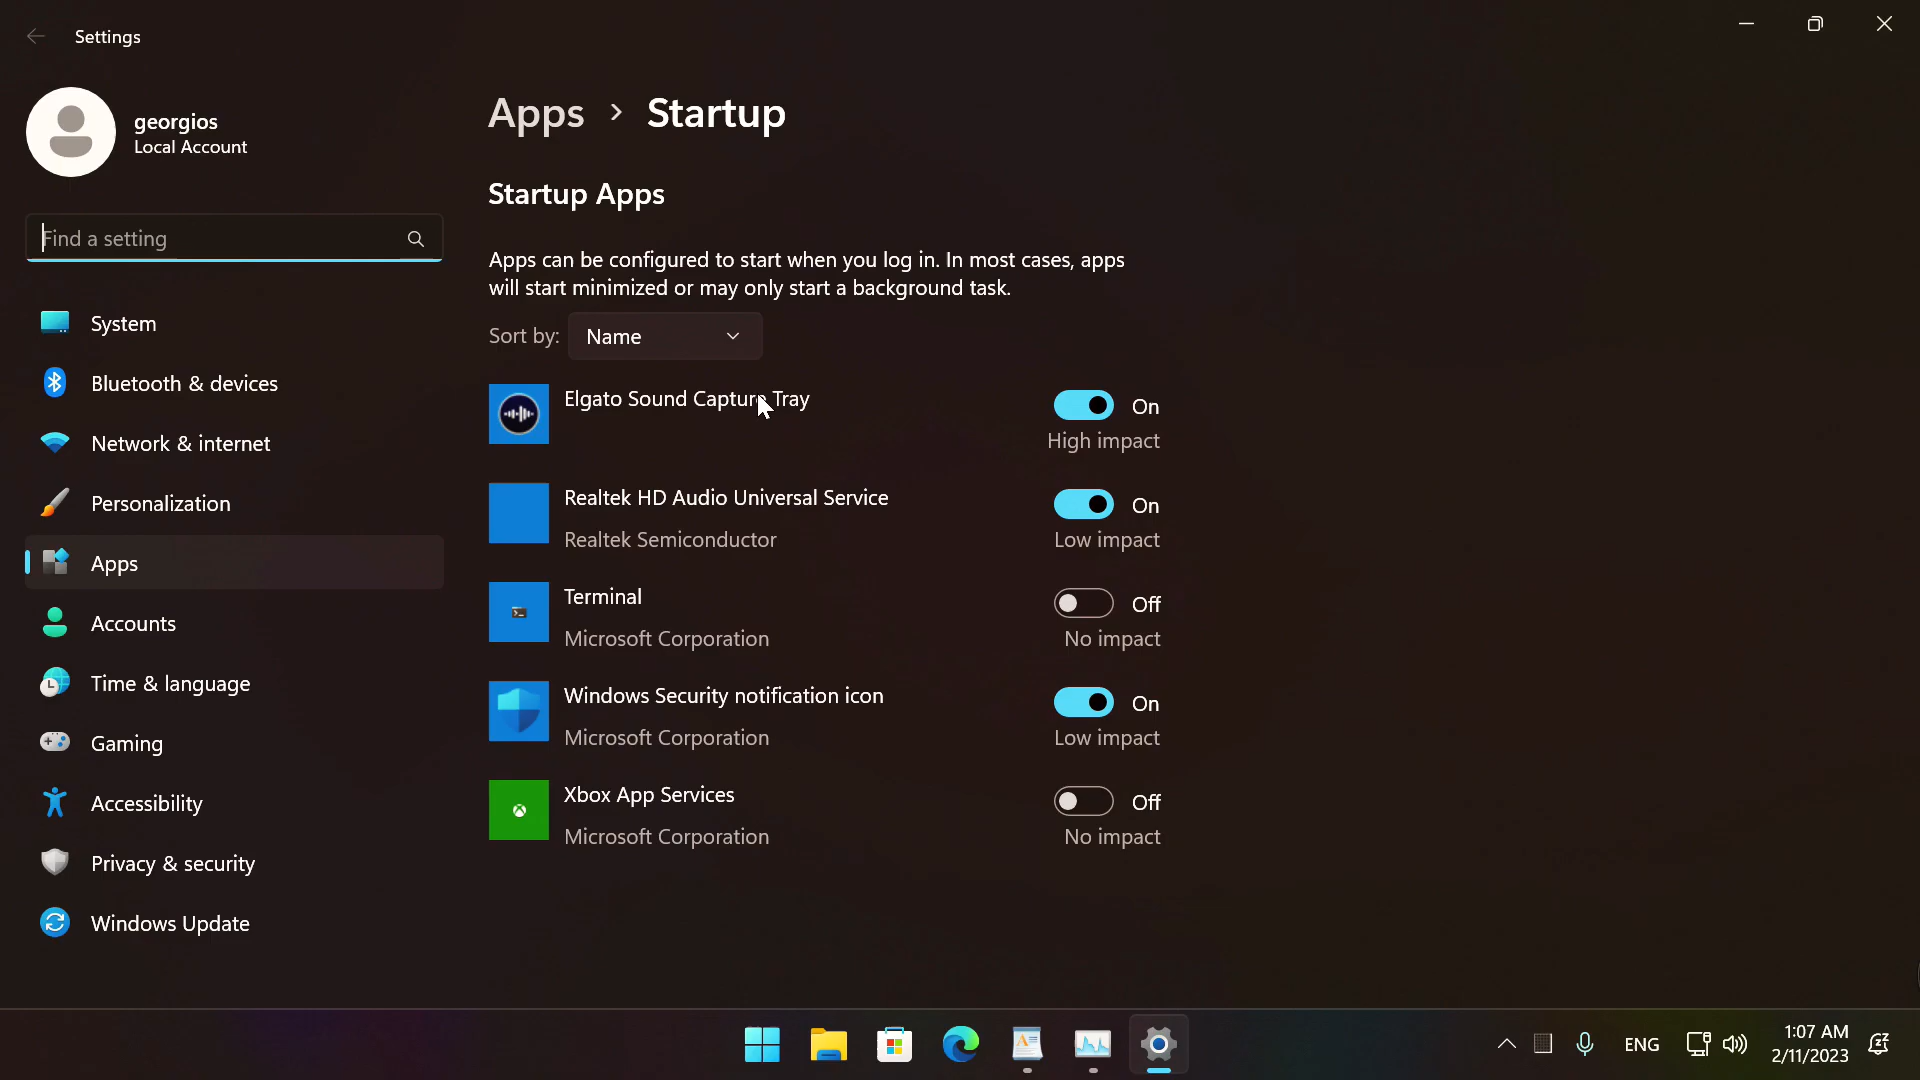 Settings
georgios
Local Account
Find a setting
System
Bluetooth & devices
Network & internet
Personalization
Apps
Accounts
Time & language
Gaming
Accessibility
Privacy & security
Windows Update
Apps > Startup
Startup Apps
Apps can be configured to start when you log in. In most cases, apps
will start minimized or may only start a background task.
Sort by: Name
Elgato Sound Capture Tray
On
High impact
Realtek HD Audio Universal Service
On
Realtek Semiconductor
Low impact
Terminal
Off
Microsoft Corporation
No impact
Windows Security notification icon
On
Microsoft Corporation
Low impact
Xbox App Services
Off
Microsoft Corporation
No impact
ENG
1:07 AM
2/11/2023